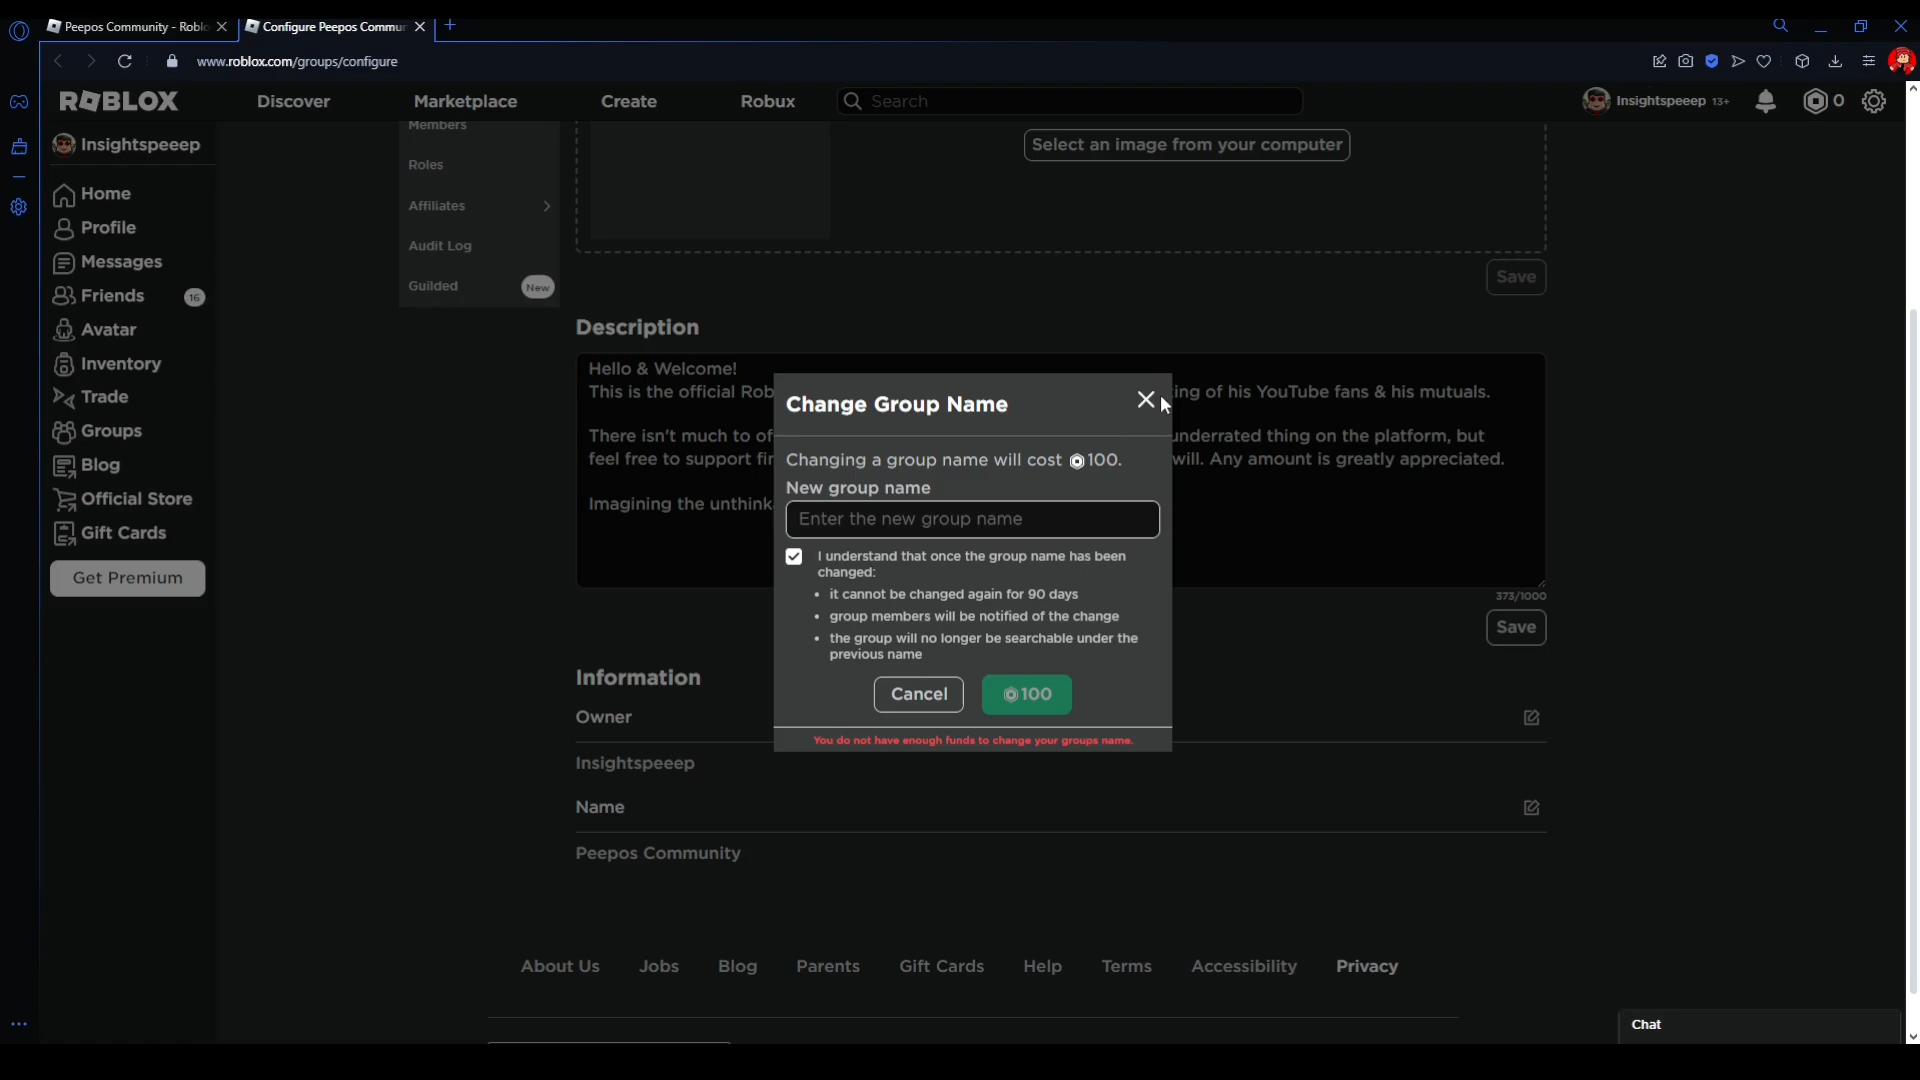 Peepos Community - Roblo
Configure Peepos Commu
www.roblox.com/groups/configure
ROBLOX
Discover
Marketplace
Create
Robux
Search
Insightspeeep 13+
0
Insightspeeep
Home
Profile
Messages
Friends
16
Avatar
Inventory
Trade
Groups
Blog
Official Store
Gift Cards
Get Premium
Members
Roles
Affiliates
Audit Log
Guilded
New
Select an image from your computer
Save
Description
Hello & Welcome!
This is the official Rob ing of his YouTube fans & his mutuals.
There isn't much to of underrated thing on the platform, but
feel free to support fir will. Any amount is greatly appreciated.
Imagining the unthink
373/1000
Save
Change Group Name
Changing a group name will cost 100.
New group name
Enter the new group name
I understand that once the group name has been
changed:
• it cannot be changed again for 90 days
• group members will be notified of the change
• the group will no longer be searchable under the
previous name
Cancel
100
You do not have enough funds to change your groups name.
Information
Owner
Insightspeeep
Name
Peepos Community
About Us
Jobs
Blog
Parents
Gift Cards
Help
Terms
Accessibility
Privacy
Chat